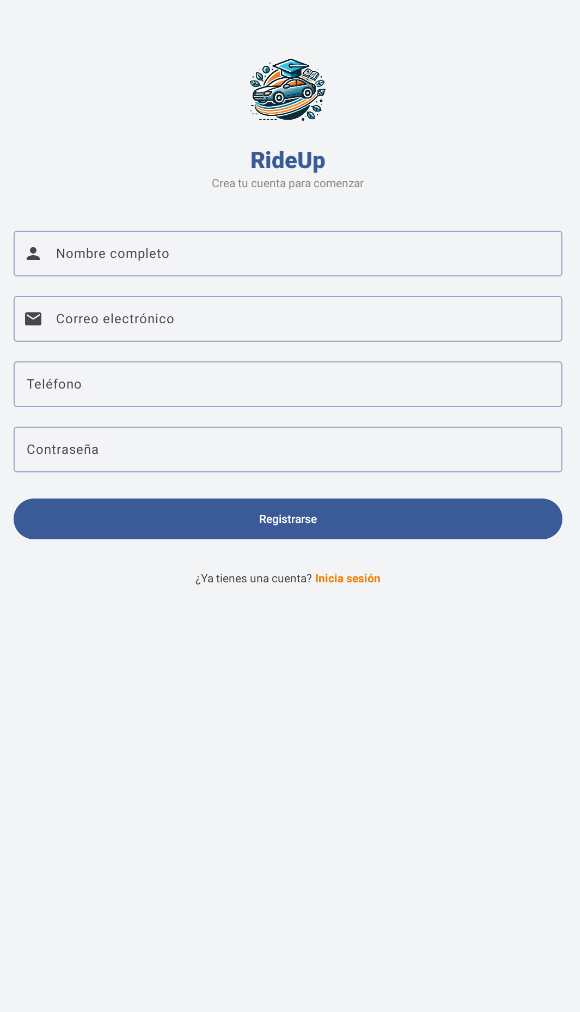 RideUp
Crea tu cuenta para comenzar
Nombre completo
Correo electrónico
Teléfono
Contraseña
Registrarse
¿Ya tienes una cuenta? Inicia sesión